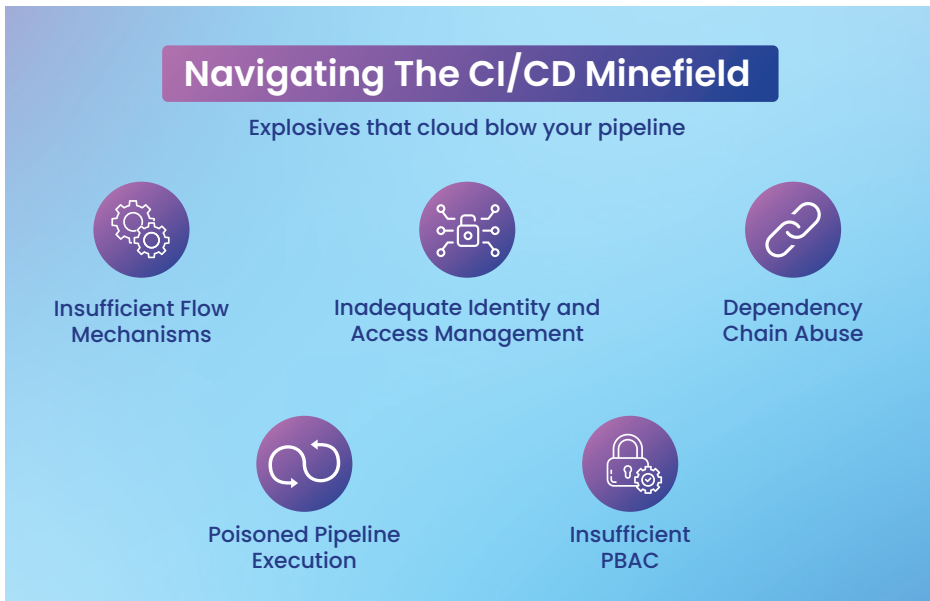 Navigating The CI/CD Minefield
Explosives that cloud blow your pipeline
Insufficient Flow
Mechanisms
Inadequate Identity and
Access Management
Dependency
Chain Abuse
Poisoned Pipeline
Execution
Insufficient
PBAC